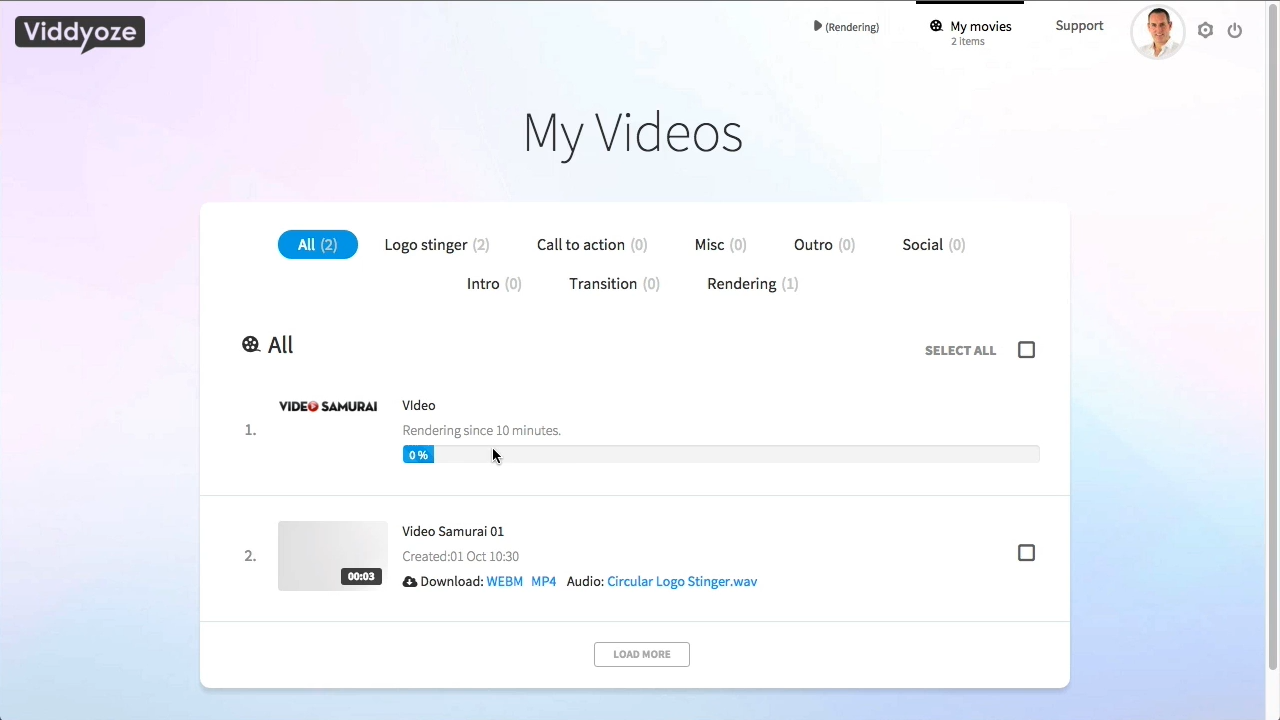 Viddyoze
(Rendering)
My movies
2 items
Support
My Videos
All (2)
Logo stinger (2)
Call to action (0)
Misc (0)
Outro (0)
Social (0)
Intro (0)
Transition (0)
Rendering (1)
All
SELECT ALL
1.
VIDEO SAMURAI
VIdeo
Rendering since 10 minutes.
0 %
2.
00:03
Video Samurai 01
Created:01 Oct 10:30
Download: WEBM MP4 Audio: Circular Logo Stinger.wav
LOAD MORE